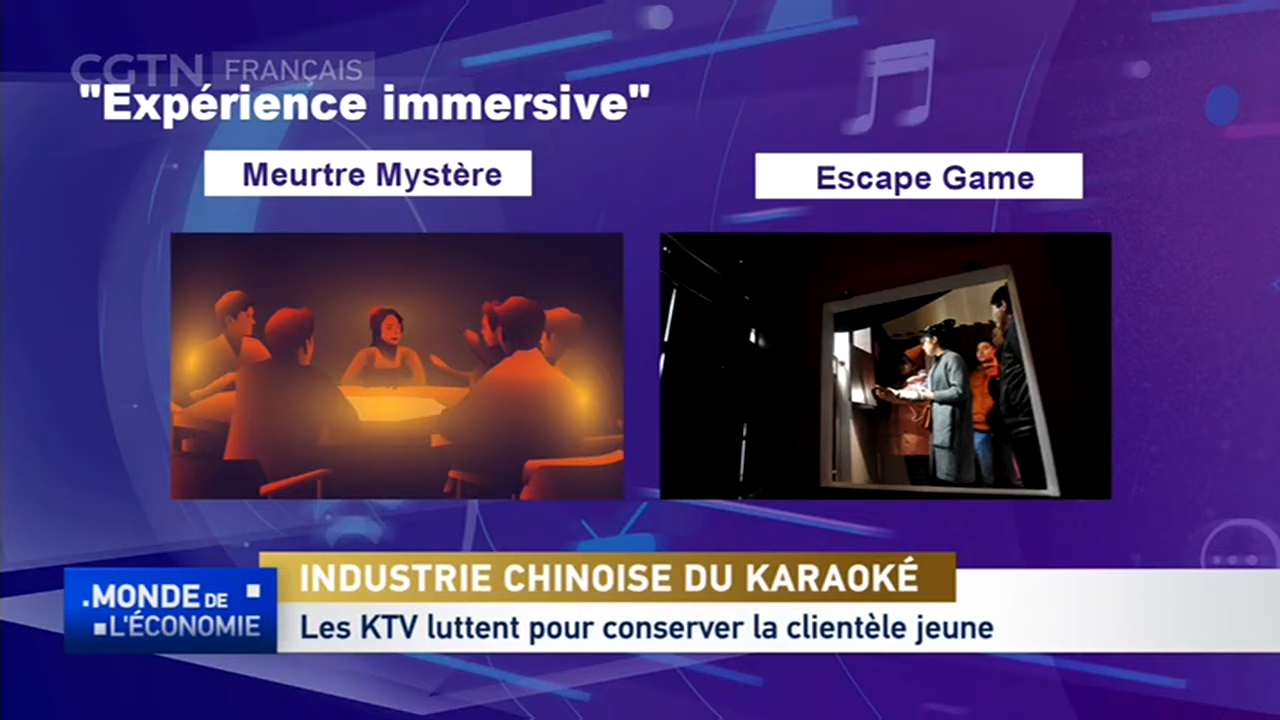 CGTN FRANÇAIS
"Expérience immersive"
Meurtre Mystère
Escape Game
INDUSTRIE CHINOISE DU KARAOKÉ
.MONDE DE
L'ÉCONOMIE
Les KTV luttent pour conserver la clientèle jeune